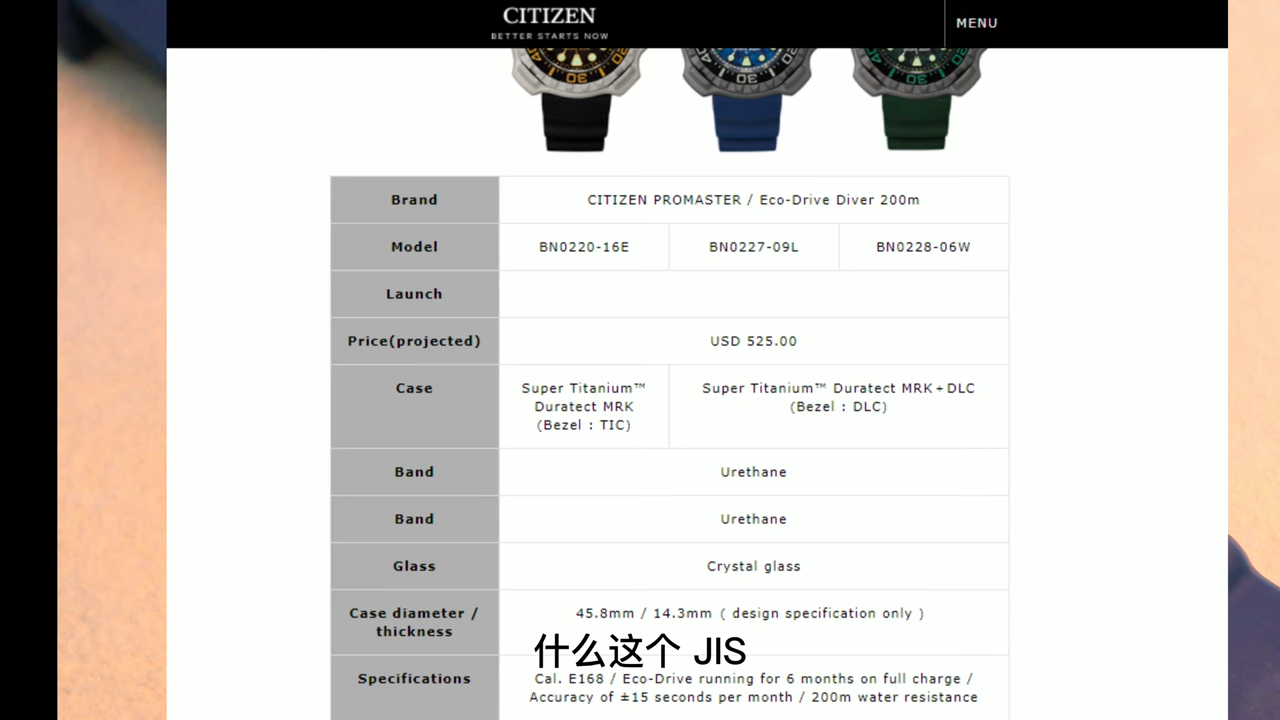 CITIZEN
BETTER STARTS NOW
MENU
Brand
CITIZEN PROMASTER / Eco-Drive Diver 200m
Model
BN0220-16E
BN0227-09L
BN0228-06W
Launch
Price(projected)
USD 525.00
Case
Super Titanium™
Duratect MRK
(Bezel : TIC)
Super Titanium™ Duratect MRK+DLC
(Bezel : DLC)
Band
Urethane
Band
Urethane
Glass
Crystal glass
Case diameter /
thickness
45.8mm / 14.3mm ( design specification only )
什么这个 JIS
Specifications
Cal. E168 / Eco-Drive running for 6 months on full charge /
Accuracy of ±15 seconds per month / 200m water resistance